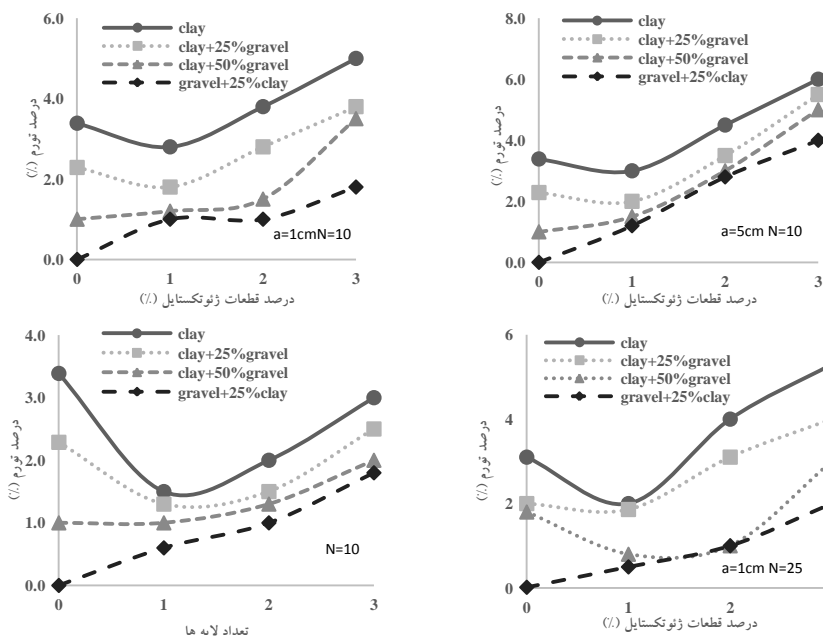 6.0
4.0
2.0
0.0
درصد تورم (٪)
clay
clay+25%gravel
clay+50%gravel
gravel+25%clay
a=1cmN=10
0 1 2 3
درصد قطعات ژئوتکستایل (٪)
8.0
6.0
4.0
2.0
0.0
درصد تورم (٪)
clay
clay+25%gravel
clay+50%gravel
gravel+25%clay
a=5cm N=10
0 1 2 3
درصد قطعات ژئوتکستایل (٪)
4.0
3.0
2.0
1.0
0.0
درصد تورم (٪)
clay
clay+25%gravel
clay+50%gravel
gravel+25%clay
N=10
0 1 2 3
تعداد لایه ها
6
4
2
0
درصد تورم (٪)
clay
clay+25%gravel
clay+50%gravel
gravel+25%clay
a=1cm N=25
0 1 2
درصد قطعات ژئوتکستایل (٪)